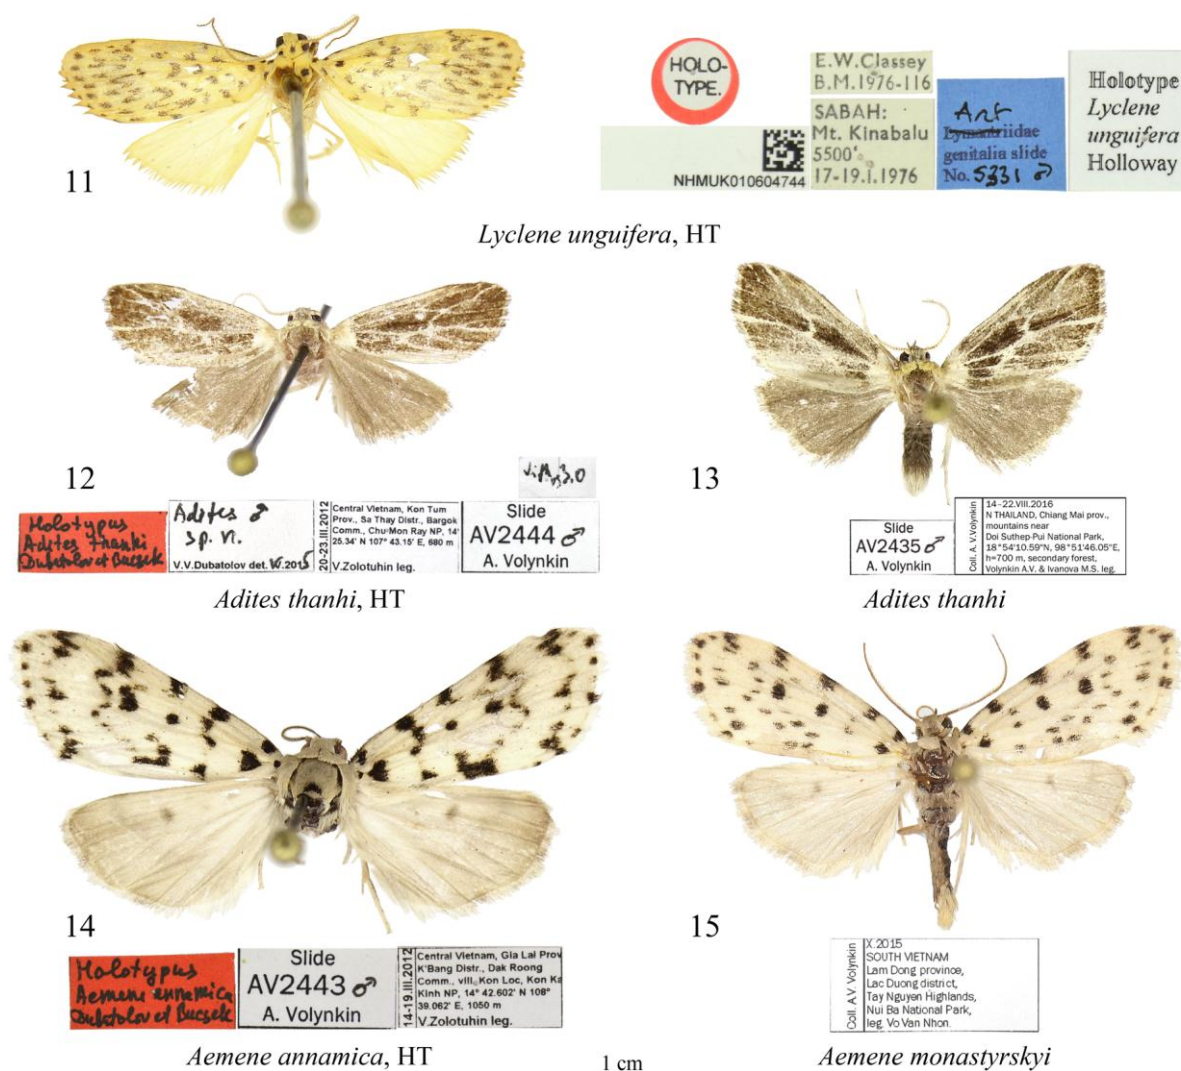 HOLO-
TYPE.
NHMUK010604744
E.W.Classey
B.M.1976-116
SABAH:
Mt. Kinabalu
5500'
17-19.i.1976
Lymantriidae
genitalia slide
No. 5331 ♂
Holotype
Lyclene
unguifera
Holloway
11
Lyclene unguifera, HT
12
Holotypus
Adites thanhi
Dubatolov et Bucsek
Adites ♂
sp. n.
V.V.Dubatolov det. 2015
20-23.III.2012
Central Vietnam, Kon Tum
Prov., Sa Thay Distr., Bargok
Comm., Chu Mon Ray NP, 14°
25.34' N 107° 43.15' E, 680 m
V.Zolotuhin leg.
Slide
AV2444 ♂
A. Volynkin
Adites thanhi, HT
13
Slide
AV2435 ♂
A. Volynkin
Coll. A.V.Volynkin
14-22.VIII.2016
N THAILAND, Chiang Mai prov.,
mountains near
Doi Suthep-Pui National Park,
18°54'10.59"N, 98°51'46.05"E,
h=700 m, secondary forest,
Volynkin A.V. & Ivanova M.S. leg.
Adites thanhi
14
Holotypus
Aemene annamica
Dubatolov et Bucsek
Slide
AV2443 ♂
A. Volynkin
14-19.III.2012
Central Vietnam, Gia Lai Prov
K'Bang Distr., Dak Roong
Comm., vill. Kon Loc, Kon Ka
Kinh NP, 14° 42.602' N 108°
39.062' E, 1050 m
V.Zolotuhin leg.
Aemene annamica, HT
1 cm
15
Coll. A.V. Volynkin
X.2015
SOUTH VIETNAM
Lam Dong province,
Lac Duong district,
Tay Nguyen Highlands,
Nui Ba National Park,
leg. Vo Van Nhon.
Aemene monastyrskyi